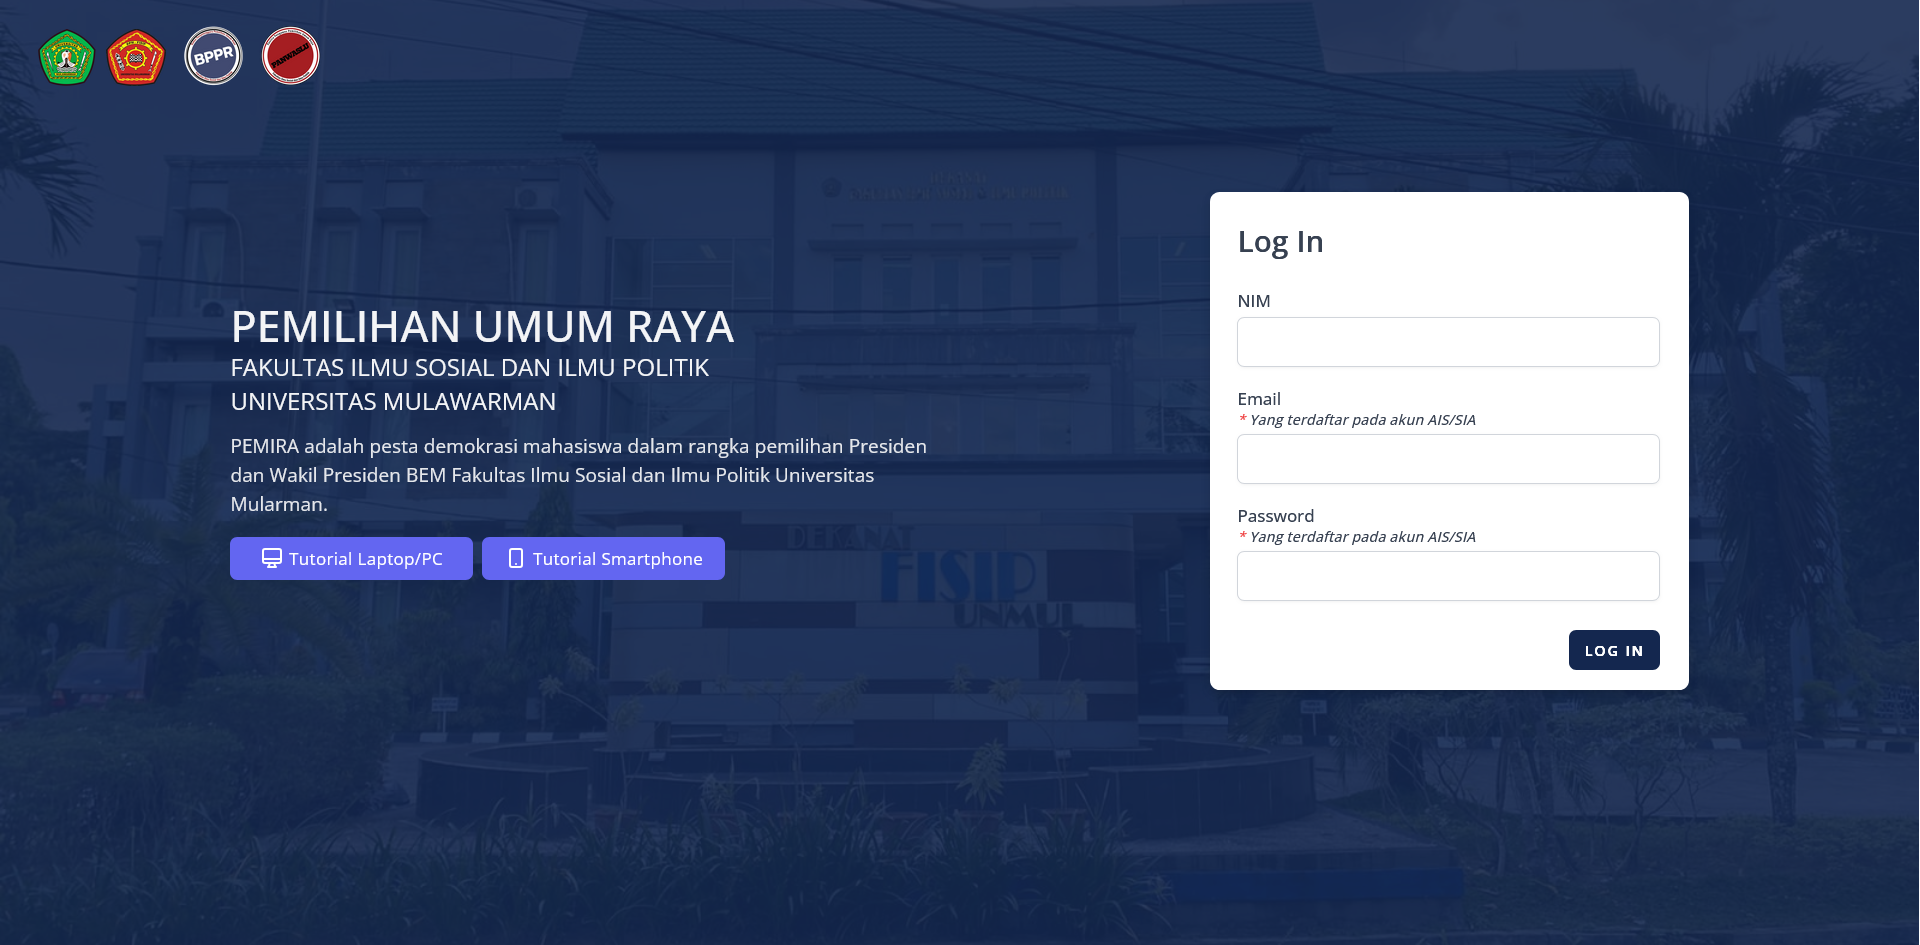 BPPR
PANWASLU
PEMILIHAN UMUM RAYA
FAKULTAS ILMU SOSIAL DAN ILMU POLITIK
UNIVERSITAS MULAWARMAN
PEMIRA adalah pesta demokrasi mahasiswa dalam rangka pemilihan Presiden
dan Wakil Presiden BEM Fakultas Ilmu Sosial dan Ilmu Politik Universitas
Mularman.
Tutorial Laptop/PC
Tutorial Smartphone
DEKANAT
FISIP
UNMUL
Log In
NIM
Email
* Yang terdaftar pada akun AIS/SIA
Password
* Yang terdaftar pada akun AIS/SIA
LOG IN